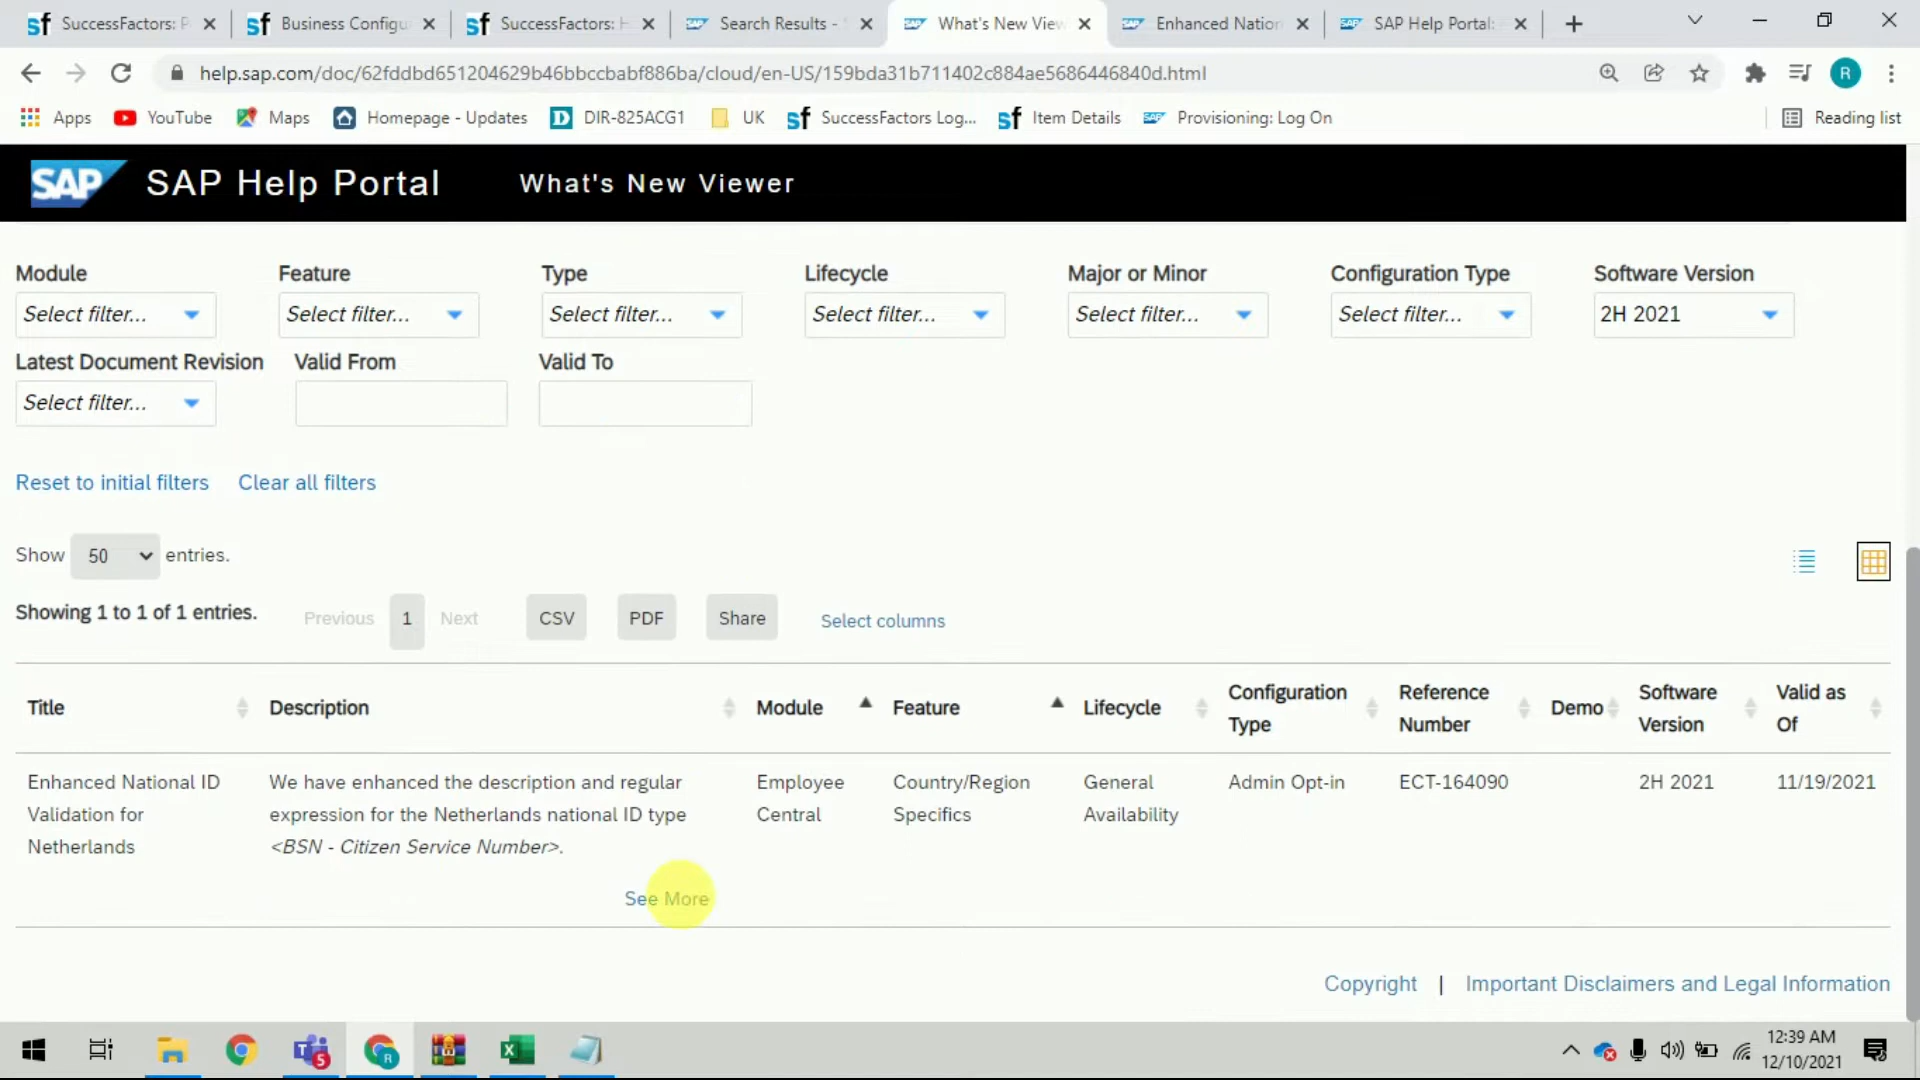 SuccessFactors: P
Business Configu
SuccessFactors: H
Search Results -
What's New View
Enhanced Nation
SAP Help Portal:
help.sap.com/doc/62fddbd651204629b46bbccbabf886ba/cloud/en-US/159bda31b711402c884ae5686446840d.html
R
Apps
YouTube
Maps
Homepage - Updates
DIR-825ACG1
UK
SuccessFactors Log...
Item Details
Provisioning: Log On
Reading list
SAP SAP Help Portal What's New Viewer
Module Feature Type Lifecycle Major or Minor Configuration Type Software Version
Select filter... Select filter... Select filter... Select filter... Select filter... Select filter... 2H 2021
Latest Document Revision Valid From Valid To
Select filter...
Reset to initial filters Clear all filters
Show 50 entries.
Showing 1 to 1 of 1 entries. Previous 1 Next CSV PDF Share Select columns
Title Description Module Feature Lifecycle Configuration Type Reference Number Demo Software Version Valid as Of
Enhanced National ID
Validation for
Netherlands
We have enhanced the description and regular
expression for the Netherlands national ID type
<BSN - Citizen Service Number>.
See More
Employee
Central
Country/Region
Specifics
General
Availability
Admin Opt-in
ECT-164090
2H 2021
11/19/2021
Copyright | Important Disclaimers and Legal Information
12:39 AM
12/10/2021